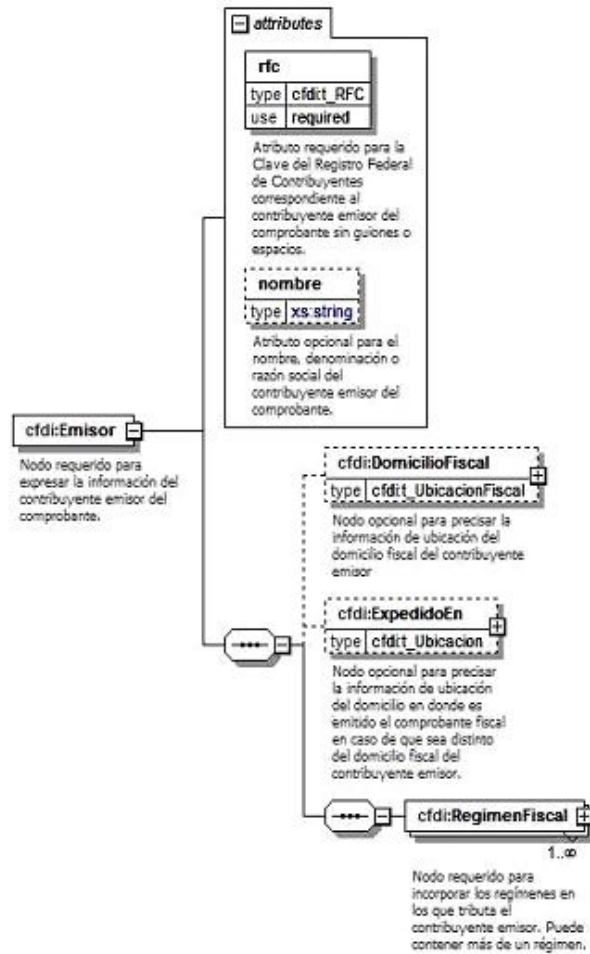 attributes
rfc
type cfdi:t_RFC
use required
Atributo requerido para la
Clave del Registro Federal
de Contribuyentes
correspondiente al
contribuyente emisor del
comprobante sin guiones o
espacios.
nombre
type xs:string
Atributo opcional para el
nombre, denominación o
razón social del
contribuyente emisor del
comprobante.
cfdi:Emisor
Nodo requerido para
expresar la información del
contribuyente emisor del
comprobante.
cfdi:DomicilioFiscal
type cfdi:t_UbicacionFiscal
Nodo opcional para precisar la
información de ubicación del
domicilio fiscal del contribuyente
emisor
cfdi:ExpedidoEn
type cfdi:t_Ubicacion
Nodo opcional para precisar
la información de ubicación
del domicilio en donde es
emitido el comprobante fiscal
en caso de que sea distinto
del domicilio fiscal del
contribuyente emisor.
cfdi:RegimenFiscal
1..∞
Nodo requerido para
incorporar los regímenes en
los que tributa el
contribuyente emisor. Puede
contener más de un régimen.